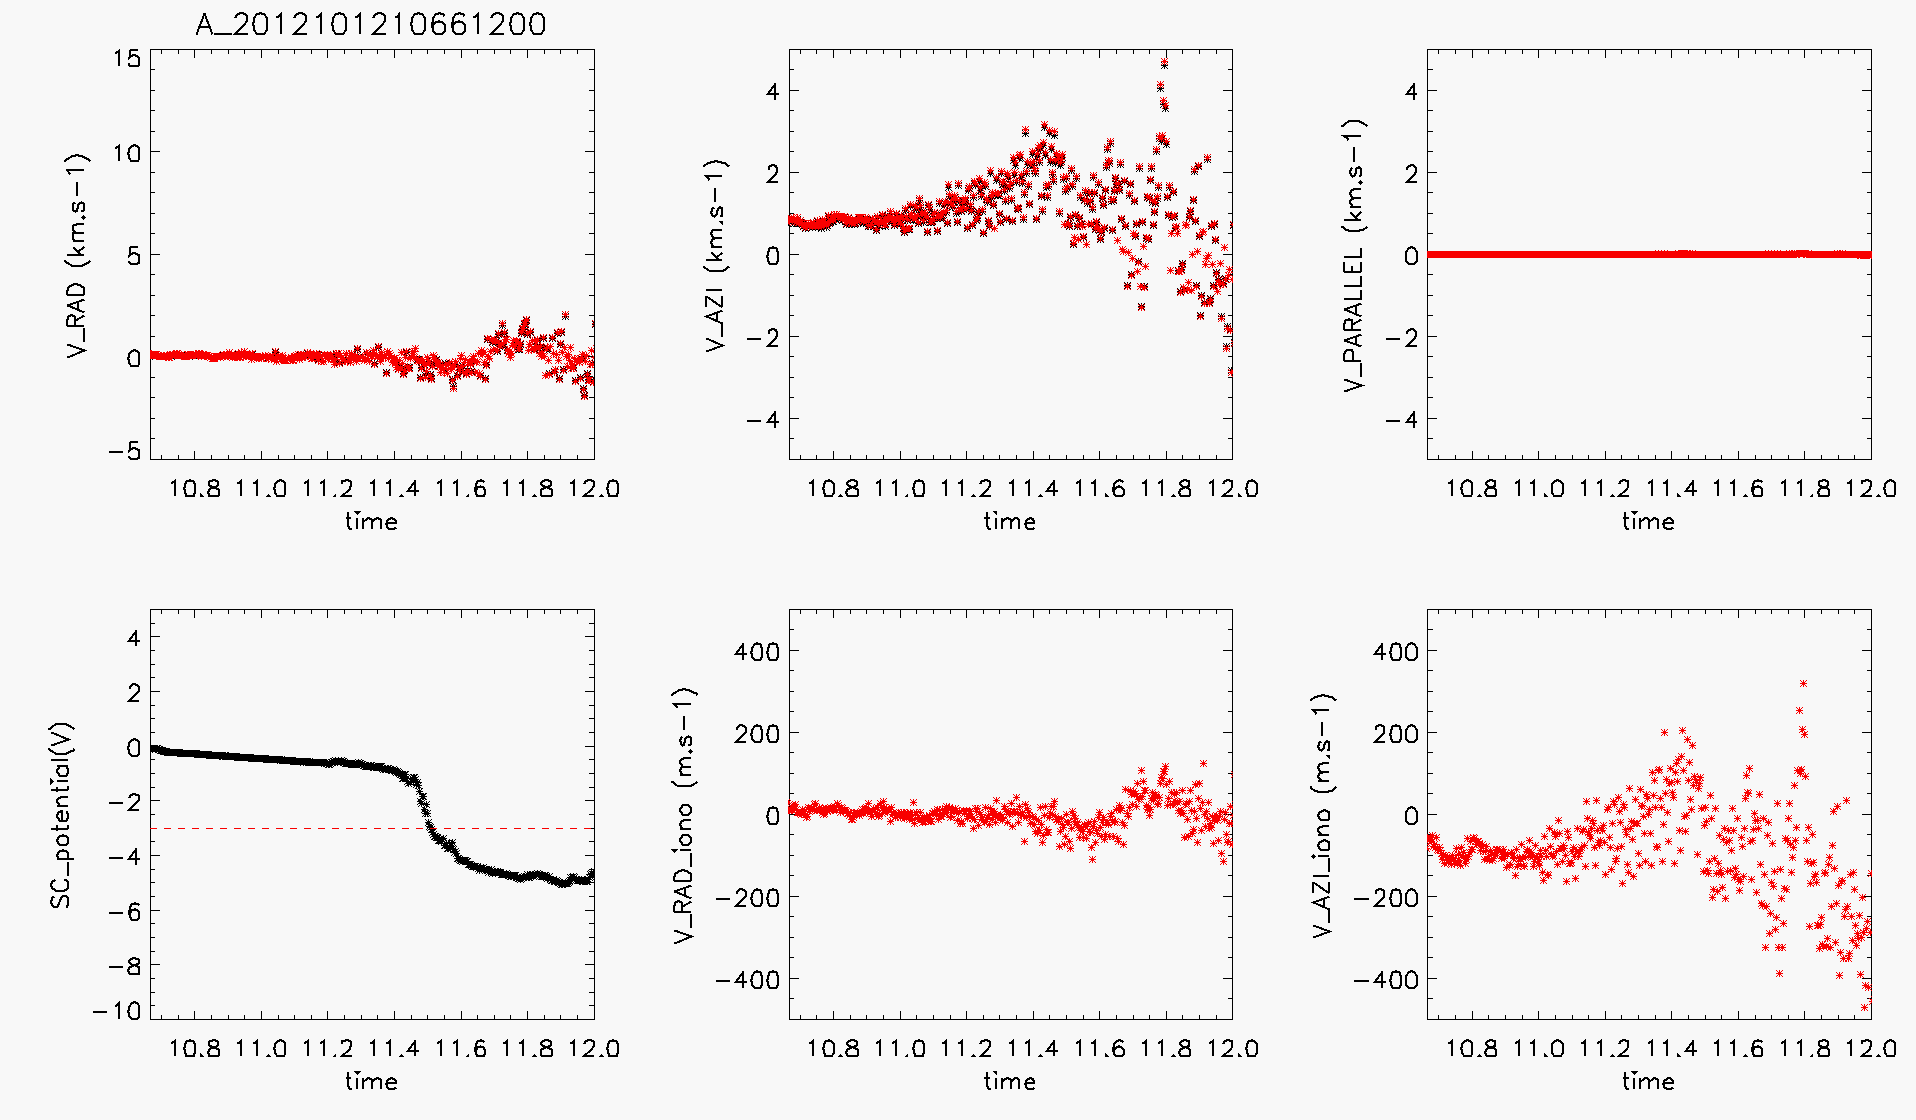 A_2012101210661200
15
10
5
0
-5
V_RAD (km.s-1)
10.8 11.0 11.2 11.4 11.6 11.8 12.0
time
4
2
0
-2
-4
V_AZI (km.s-1)
10.8 11.0 11.2 11.4 11.6 11.8 12.0
time
4
2
0
-2
-4
V_PARALLEL (km.s-1)
10.8 11.0 11.2 11.4 11.6 11.8 12.0
time
4
2
0
-2
-4
-6
-8
-10
SC_potential(V)
10.8 11.0 11.2 11.4 11.6 11.8 12.0
time
400
200
0
-200
-400
V_RAD_iono (m.s-1)
10.8 11.0 11.2 11.4 11.6 11.8 12.0
time
400
200
0
-200
-400
V_AZI_iono (m.s-1)
10.8 11.0 11.2 11.4 11.6 11.8 12.0
time